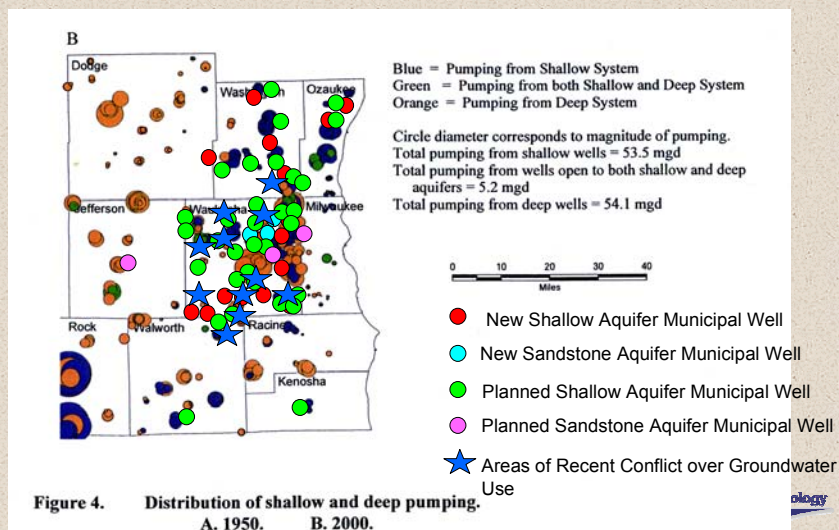 B
Dodge
Ozaukee
Blue = Pumping from Shallow System
Green = Pumping from both Shallow and Deep System
Orange = Pumping from Deep System
Circle diameter corresponds to magnitude of pumping.
Total pumping from shallow wells = 53.5 mgd
Total pumping from wells open to both shallow and deep
aquifers = 5.2 mgd
Total pumping from deep wells = 54.1 mgd
Jefferson
Milwaukee
0 10 20 30 40
Miles
New Shallow Aquifer Municipal Well
Rock
Walworth
Racine
New Sandstone Aquifer Municipal Well
Kenosha
Planned Shallow Aquifer Municipal Well
Planned Sandstone Aquifer Municipal Well
Areas of Recent Conflict over Groundwater
Use
Figure 4. Distribution of shallow and deep pumping.
A. 1950. B. 2000.
ology